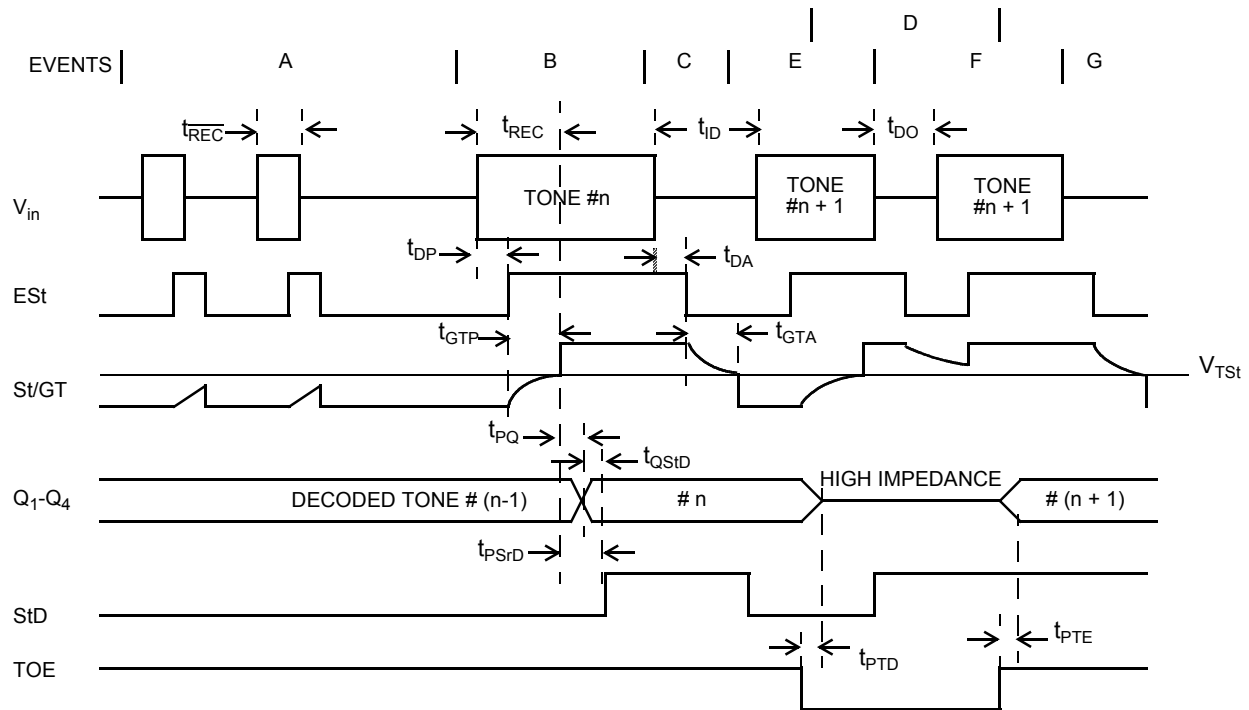 D
EVENTS A B C E F G
tREC tREC tID tDO
Vin
TONE #n
TONE
#n + 1
TONE
#n + 1
tDP tDA
ESt
tGTP tGTA
VTSt
St/GT
tPQ
tQStD
HIGH IMPEDANCE
Q1-Q4 DECODED TONE # (n-1) # n # (n + 1)
tPSrD
StD
tPTE
tPTD
TOE